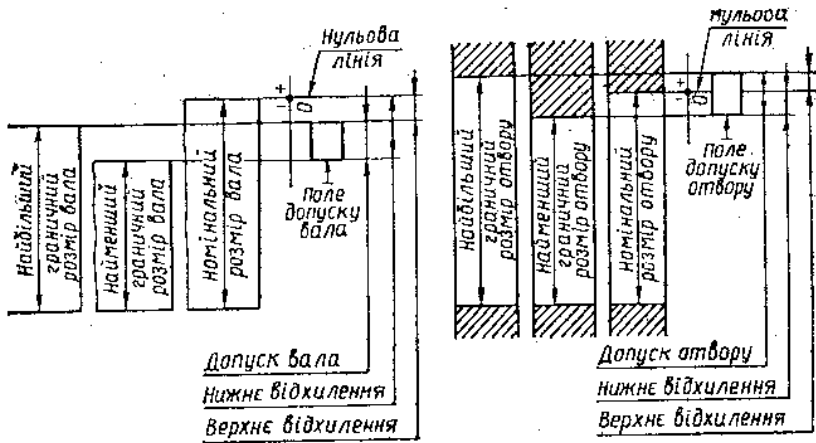 Нульова
лінія
+
−
0
Найбільший
граничний
розмір вала
Найменший
граничний
розмір вала
Номінальний
розмір вала
Поле
допуску
вала
Допуск вала
Нижнє відхилення
Верхнє відхилення
Нульова
лінія
+
−
0
Найбільший
граничний
розмір отвору
Найменший
граничний
розмір отвору
Номінальний
розмір отвору
Поле
допуску
отвору
Допуск отвору
Нижнє відхилення
Верхнє відхилення